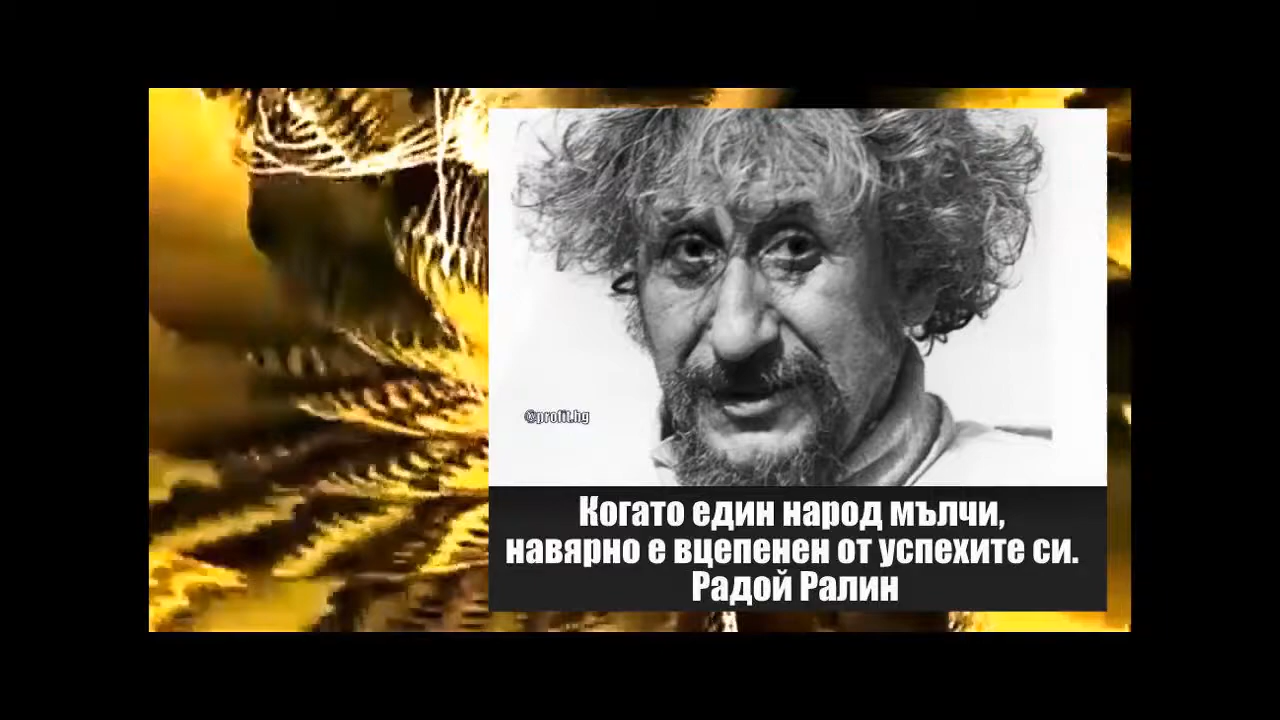 @profit.bg
Когато един народ мълчи,
навярно е вцепенен от успехите си.
Радой Ралин